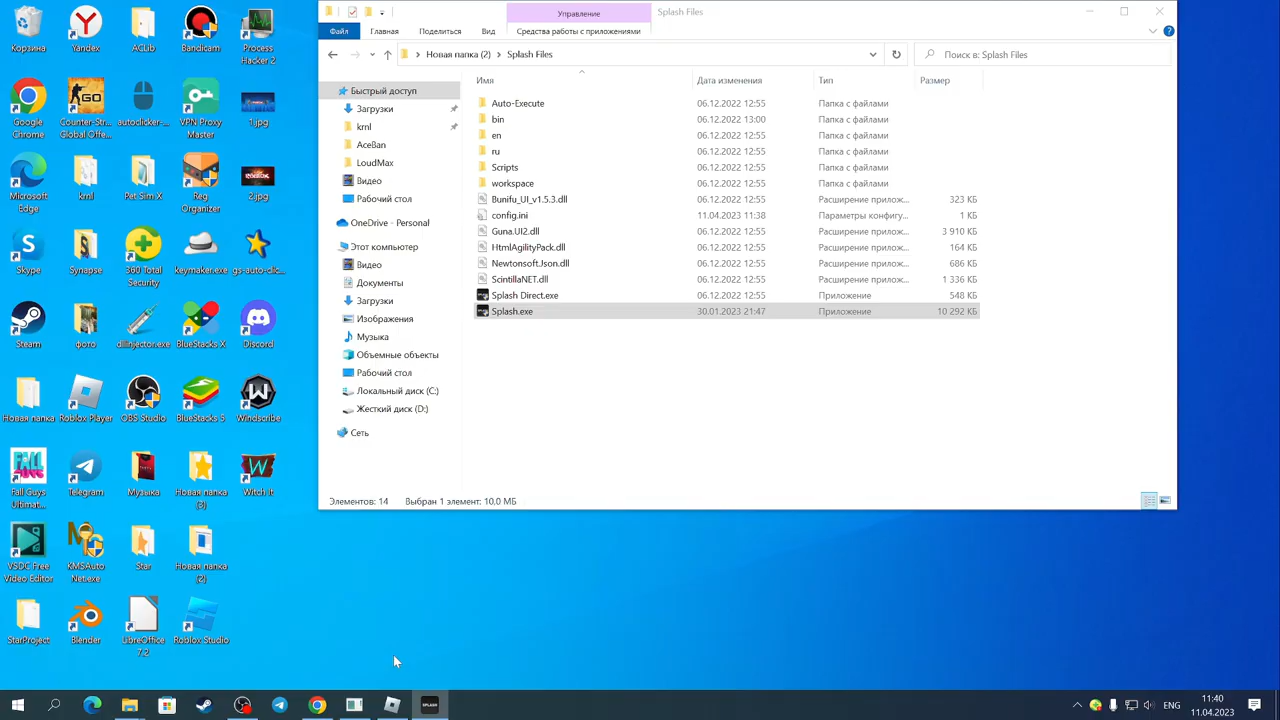 Корзина
Yandex
ACLib
Bandicam
Process
Hacker 2
Google
Chrome
Counter-Str...
Global Offe...
autoclicker-...
VPN Proxy
Master
1.jpg
Microsoft
Edge
krnl
Pet Sim X
Reg
Organizer
2.jpg
Skype
Synapse
360 Total
Security
keymaker.exe
gs-auto-clic...
Steam
фото
dllinjector.exe
BlueStacks X
Discord
Новая папка
Roblox Player
OBS Studio
BlueStacks 5
Windscribe
Fall Guys
Ultimat...
Telegram
Музыка
Новая папка
(3)
Witch It
VSDC Free
Video Editor
KMSAuto
Net.exe
Star
Новая папка
(2)
StarProject
Blender
LibreOffice
7.2
Roblox Studio
Управление
Splash Files
Файл
Главная
Поделиться
Вид
Средства работы с приложениями
Новая папка (2)
Splash Files
Поиск в: Splash Files
Быстрый доступ
Загрузки
krnl
AceBan
LoudMax
Видео
Рабочий стол
OneDrive - Personal
Этот компьютер
Видео
Документы
Загрузки
Изображения
Музыка
Объемные объекты
Рабочий стол
Локальный диск (C:)
Жесткий диск (D:)
Сеть
Имя Дата изменения Тип Размер
Auto-Execute 06.12.2022 12:55 Папка с файлами
bin 06.12.2022 13:00 Папка с файлами
en 06.12.2022 12:55 Папка с файлами
ru 06.12.2022 12:55 Папка с файлами
Scripts 06.12.2022 12:55 Папка с файлами
workspace 06.12.2022 12:55 Папка с файлами
Bunifu_UI_v1.5.3.dll 06.12.2022 12:55 Расширение прилож... 323 КБ
config.ini 11.04.2023 11:38 Параметры конфигу... 1 КБ
Guna.UI2.dll 06.12.2022 12:55 Расширение прилож... 3 910 КБ
HtmlAgilityPack.dll 06.12.2022 12:55 Расширение прилож... 164 КБ
Newtonsoft.Json.dll 06.12.2022 12:55 Расширение прилож... 686 КБ
ScintillaNET.dll 06.12.2022 12:55 Расширение прилож... 1 336 КБ
Splash Direct.exe 06.12.2022 12:55 Приложение 548 КБ
Splash.exe 30.01.2023 21:47 Приложение 10 292 КБ
Элементов: 14
Выбран 1 элемент: 10,0 МБ
SPLASH
ENG
11:40
11.04.2023